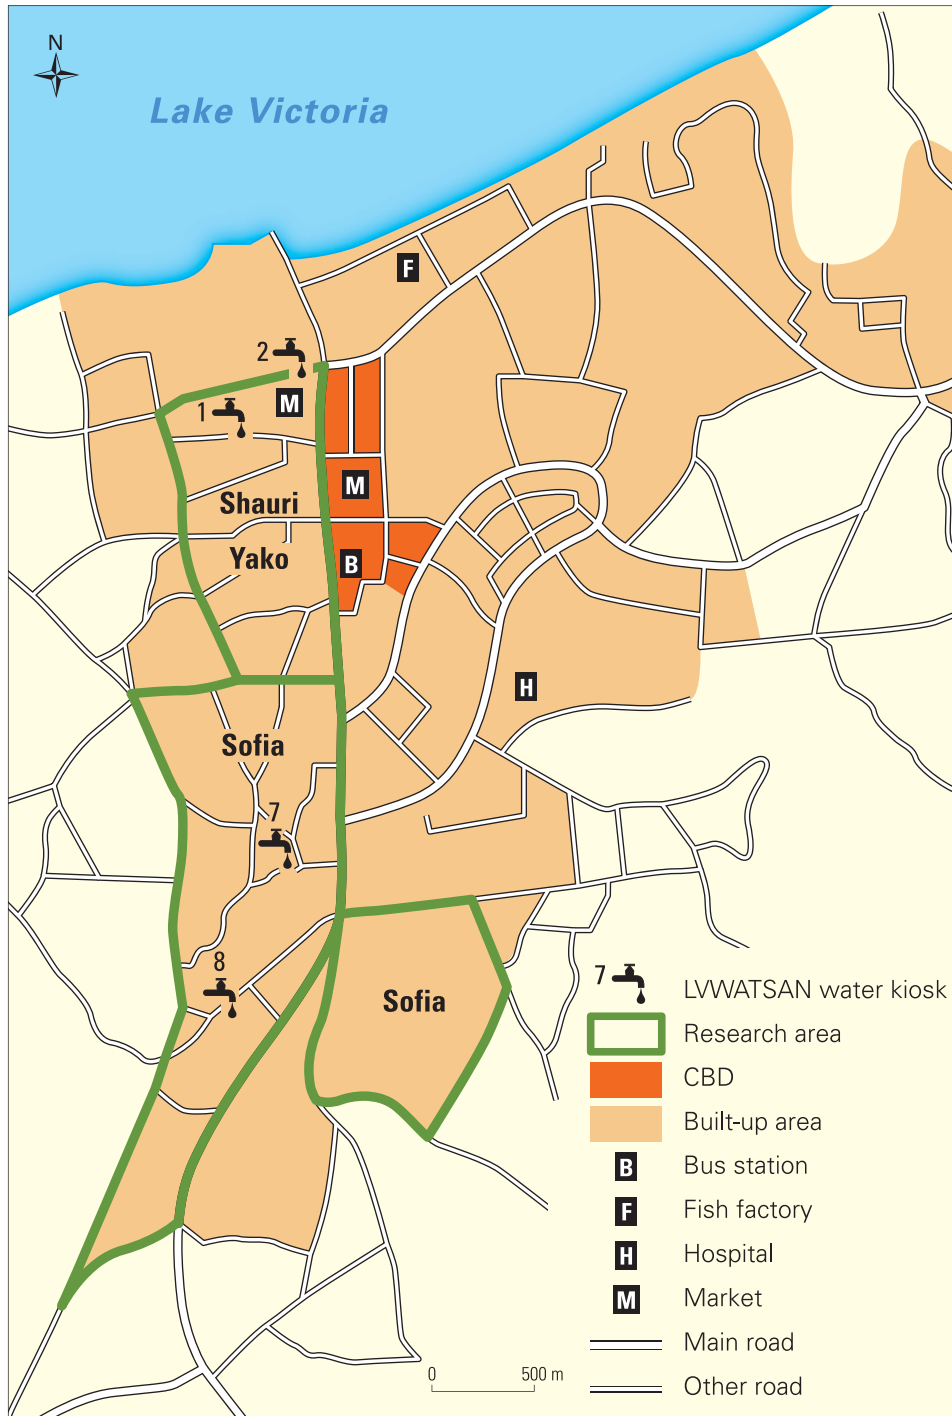 N
Lake Victoria
F
2
1
M
Shauri
M
Yako
B
H
Sofia
7
8
Sofia
7 LVWATSAN water kiosk
Research area
CBD
Built-up area
B Bus station
F Fish factory
H Hospital
M Market
Main road
0 500 m
Other road